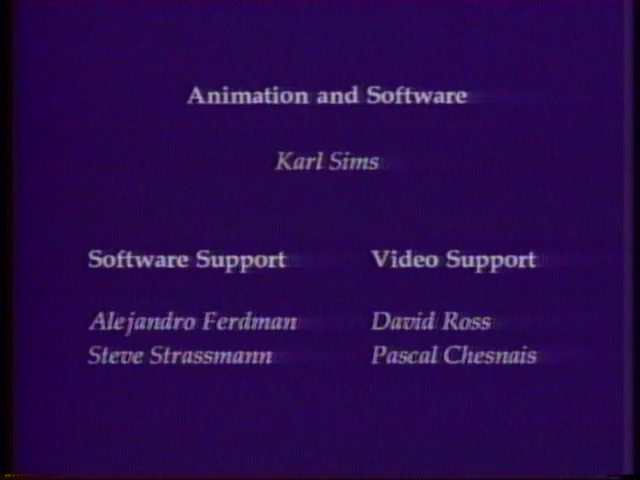 Animation and Software
Karl Sims
Software Support
Alejandro Ferdman
Steve Strassmann
Video Support
David Ross
Pascal Chesnais